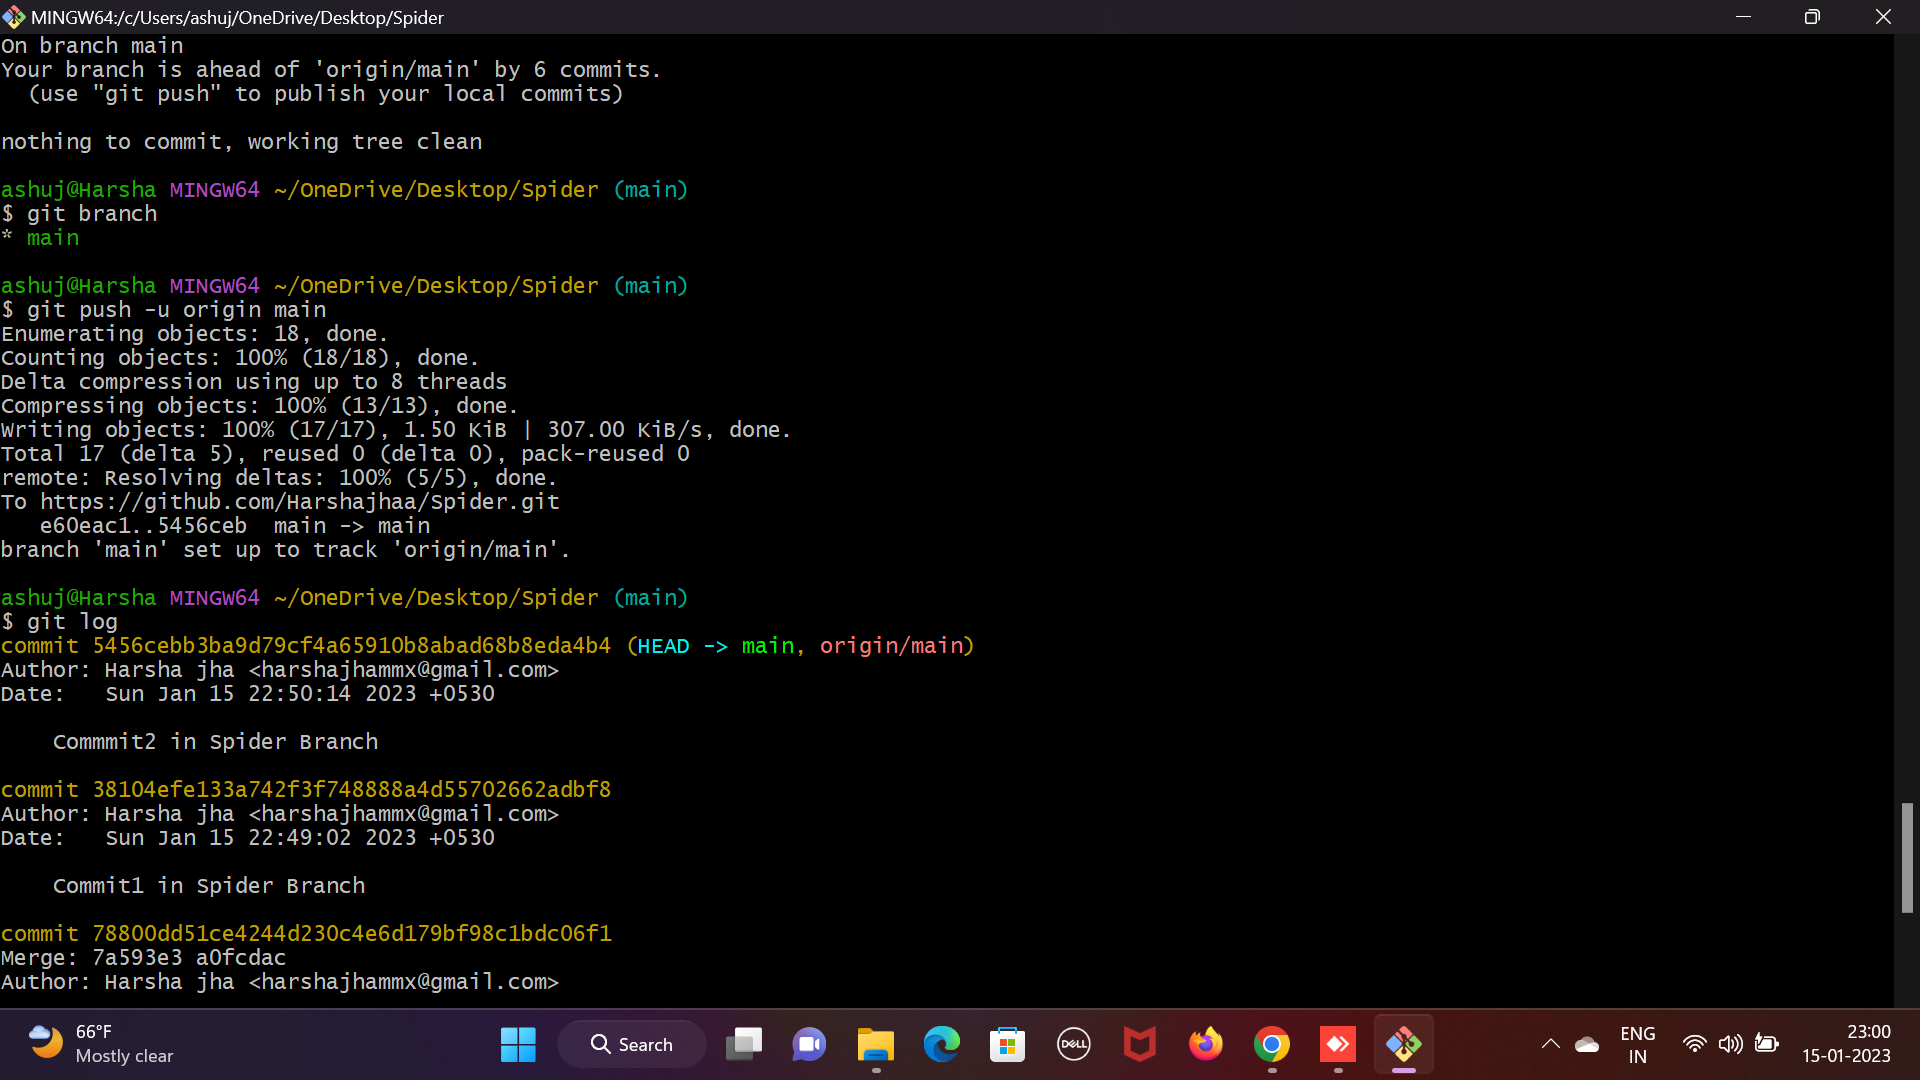 MINGW64:/c/Users/ashuj/OneDrive/Desktop/Spider
On branch main
Your branch is ahead of 'origin/main' by 6 commits.
  (use "git push" to publish your local commits)
nothing to commit, working tree clean
ashuj@Harsha MINGW64 ~/OneDrive/Desktop/Spider (main)
$ git branch
* main
ashuj@Harsha MINGW64 ~/OneDrive/Desktop/Spider (main)
$ git push -u origin main
Enumerating objects: 18, done.
Counting objects: 100% (18/18), done.
Delta compression using up to 8 threads
Compressing objects: 100% (13/13), done.
Writing objects: 100% (17/17), 1.50 KiB | 307.00 KiB/s, done.
Total 17 (delta 5), reused 0 (delta 0), pack-reused 0
remote: Resolving deltas: 100% (5/5), done.
To https://github.com/Harshajhaa/Spider.git
   e60eac1..5456ceb  main -> main
branch 'main' set up to track 'origin/main'.
ashuj@Harsha MINGW64 ~/OneDrive/Desktop/Spider (main)
$ git log
commit 5456cebb3ba9d79cf4a65910b8abad68b8eda4b4 (HEAD -> main, origin/main)
Author: Harsha jha <harshajhammx@gmail.com>
Date:   Sun Jan 15 22:50:14 2023 +0530
    Commmit2 in Spider Branch
commit 38104efe133a742f3f748888a4d55702662adbf8
Author: Harsha jha <harshajhammx@gmail.com>
Date:   Sun Jan 15 22:49:02 2023 +0530
    Commit1 in Spider Branch
commit 78800dd51ce4244d230c4e6d179bf98c1bdc06f1
Merge: 7a593e3 a0fcdac
Author: Harsha jha <harshajhammx@gmail.com>
66°F
Mostly clear
Search
DELL
ENG
IN
23:00
15-01-2023